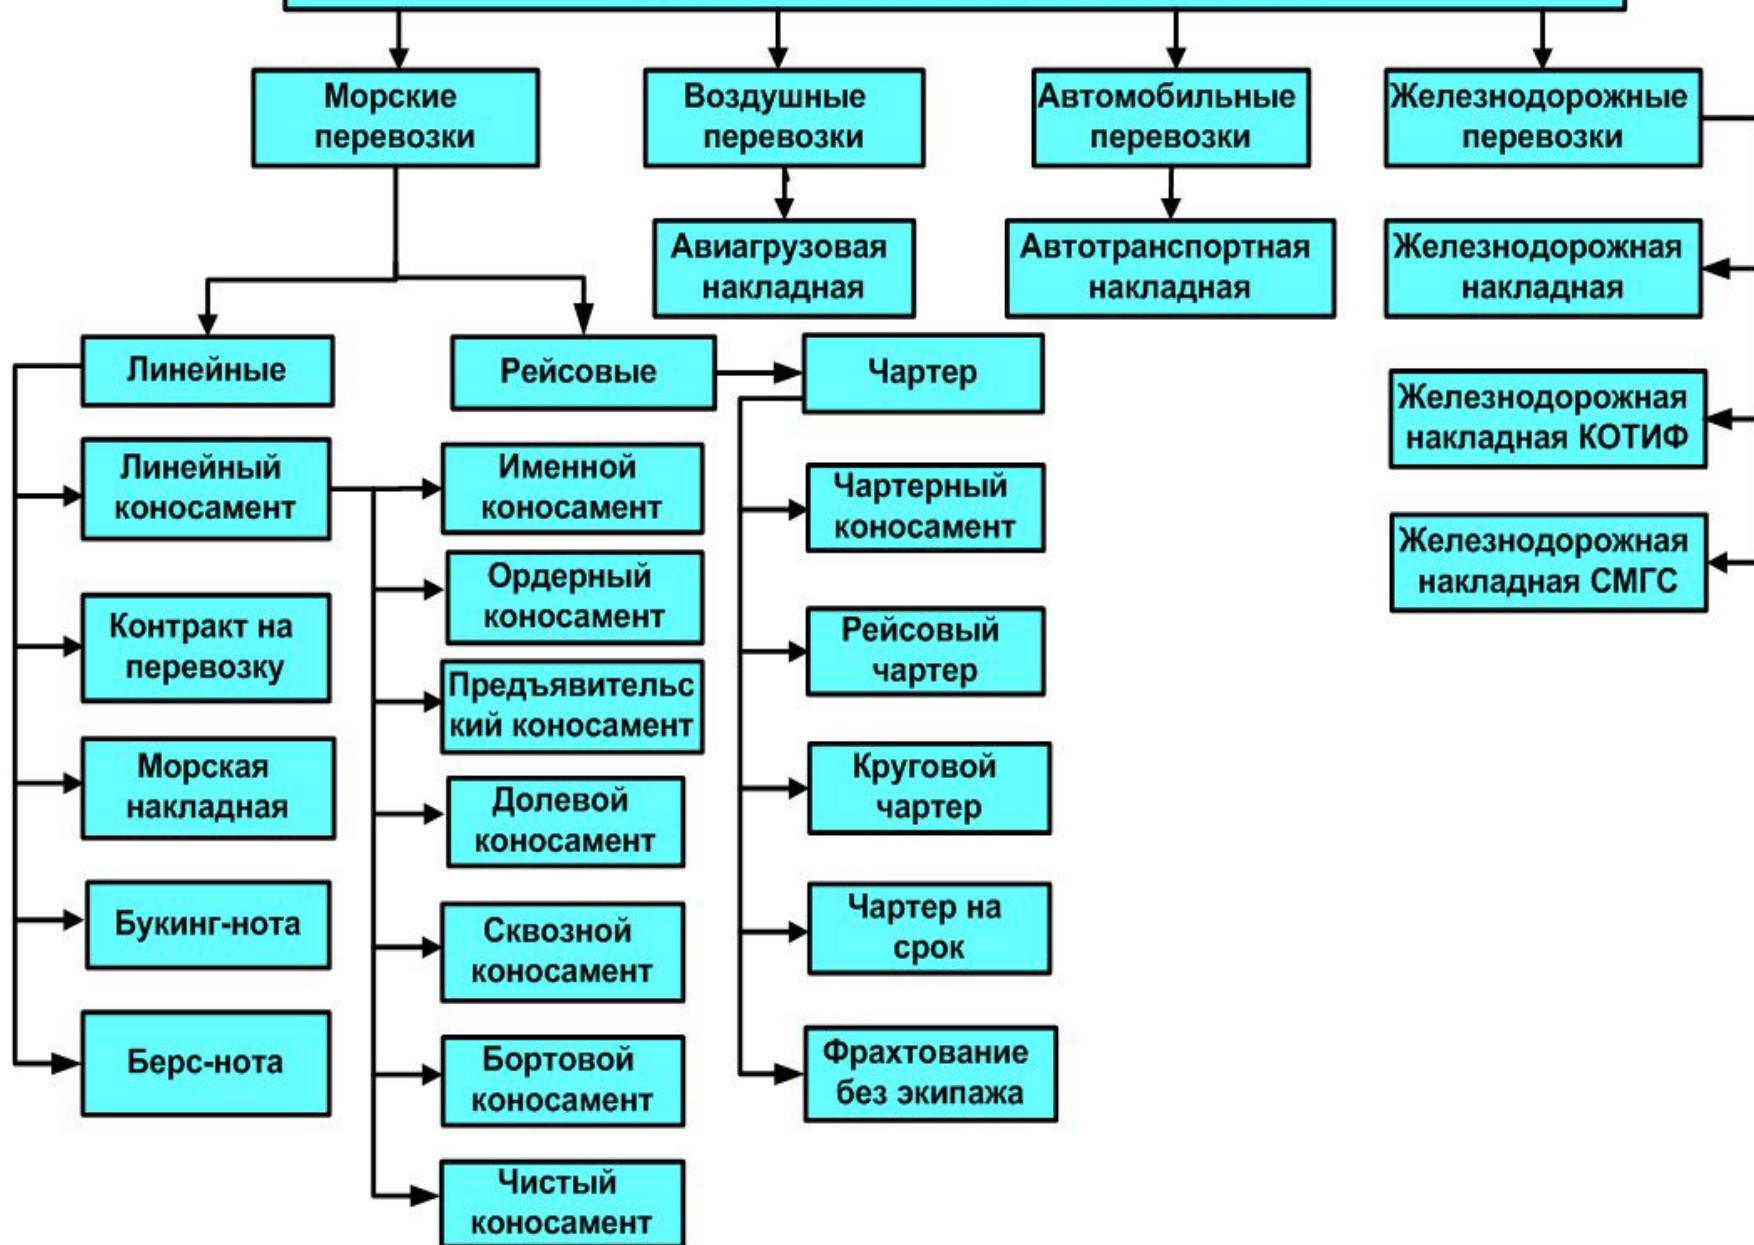 Морские
перевозки
Воздушные
перевозки
Автомобильные
перевозки
Железнодорожные
перевозки
Авиагрузовая
накладная
Автотранспортная
накладная
Железнодорожная
накладная
Железнодорожная
накладная КОТИФ
Железнодорожная
накладная СМГС
Линейные
Рейсовые
Чартер
Линейный
коносамент
Контракт на
перевозку
Морская
накладная
Букинг-нота
Берс-нота
Именной
коносамент
Ордерный
коносамент
Предъявительс
кий коносамент
Долевой
коносамент
Сквозной
коносамент
Бортовой
коносамент
Чистый
коносамент
Чартерный
коносамент
Рейсовый
чартер
Круговой
чартер
Чартер на
срок
Фрахтование
без экипажа